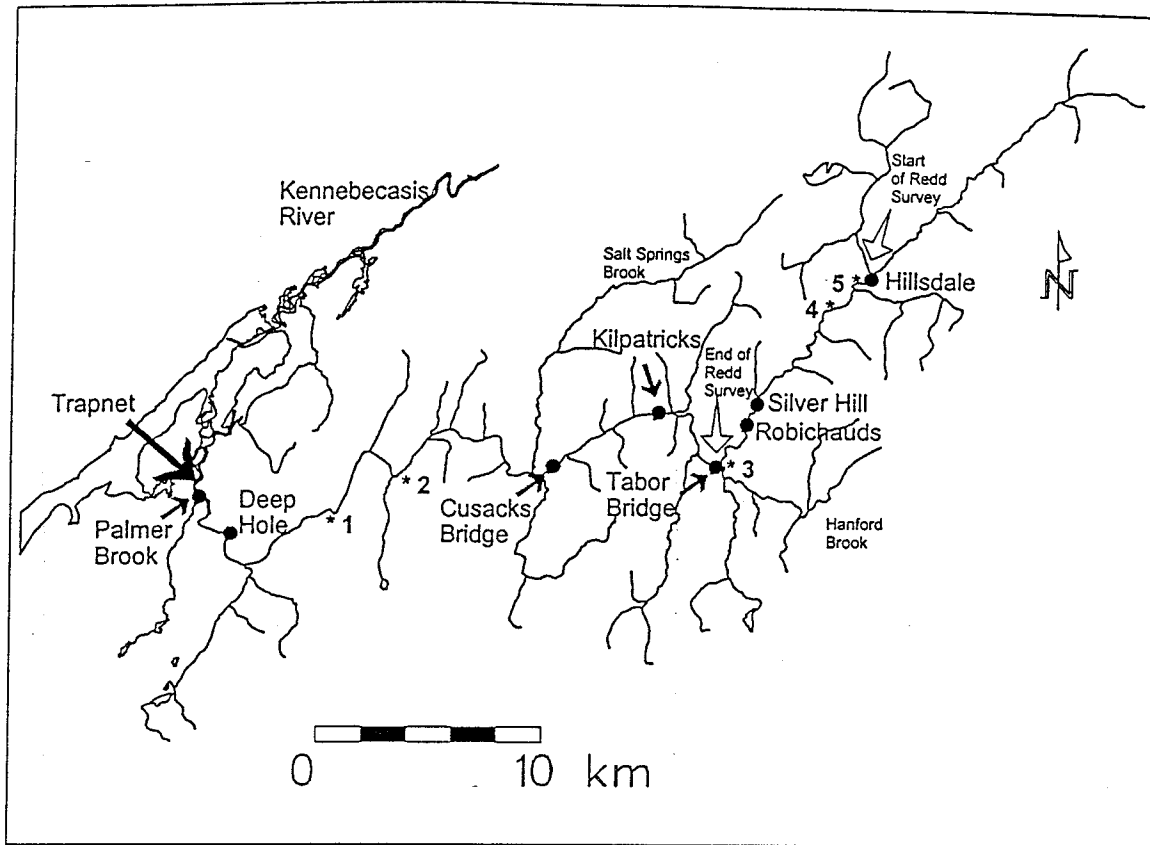 Kennebecasis
River
Start
of Redd
Survey
Salt Springs
Brook
5 * Hillsdale
4 *
N
Kilpatricks
End of
Redd
Survey
Trapnet
Silver Hill
Robichauds
* 3
* 2
Deep
Hole
* 1
Cusacks
Bridge
Tabor
Bridge
Palmer
Brook
Hanford
Brook
0 10 km